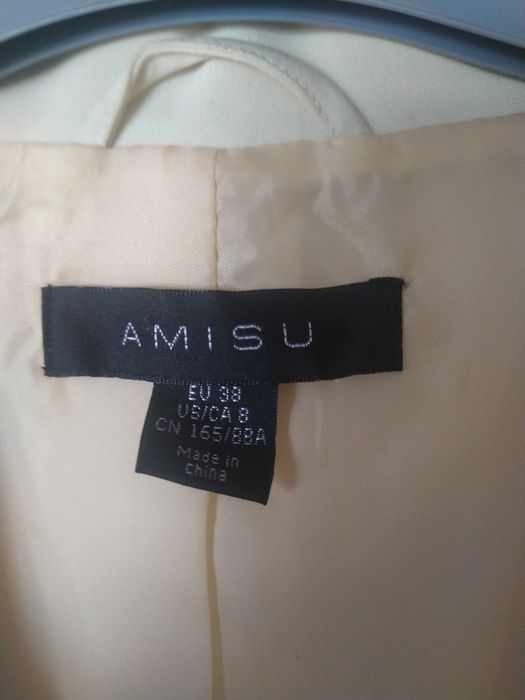 AMISU
EU 38
US/CA 8
CN 165/88A
Made in
China